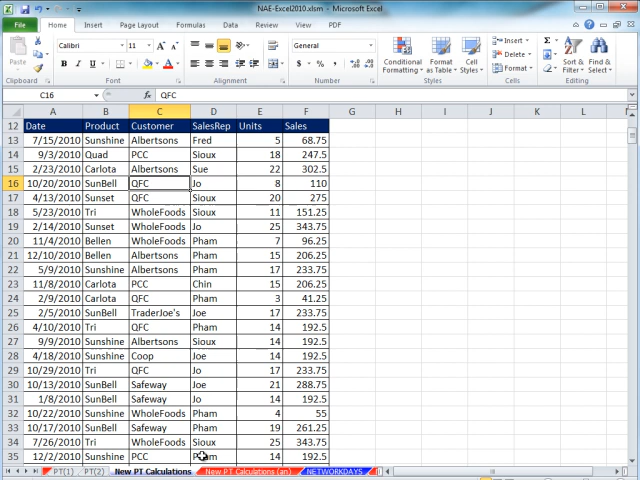 NAE-Excel2010.xlsm - Microsoft Excel
File Home Insert Page Layout Formulas Data Review View PDF
Calibri 11 General Insert Σ
Paste B I U Conditional Formatting Format as Table Cell Styles Delete Format Sort & Filter Find & Select
Clipboard Font Alignment Number Styles Cells Editing
C16 fx QFC
A B C D E F G H I J K L
12 Date Product Customer SalesRep Units Sales
13 7/15/2010 Sunshine Albertsons Fred 5 68.75
14 9/3/2010 Quad PCC Sioux 18 247.5
15 2/23/2010 Carlota Albertsons Sue 22 302.5
16 10/20/2010 SunBell QFC Jo 8 110
17 4/13/2010 Sunset QFC Sioux 20 275
18 5/23/2010 Tri WholeFoods Sioux 11 151.25
19 2/14/2010 Sunset WholeFoods Jo 25 343.75
20 11/4/2010 Bellen WholeFoods Pham 7 96.25
21 12/10/2010 Bellen Albertsons Pham 15 206.25
22 5/9/2010 Sunshine Albertsons Pham 17 233.75
23 11/8/2010 Carlota PCC Chin 15 206.25
24 2/9/2010 Carlota QFC Pham 3 41.25
25 2/5/2010 SunBell TraderJoe's Joe 17 233.75
26 4/10/2010 Tri QFC Pham 14 192.5
27 9/9/2010 Sunshine Albertsons Sioux 14 192.5
28 4/18/2010 Sunshine Coop Joe 14 192.5
29 10/29/2010 Tri QFC Jo 17 233.75
30 10/13/2010 SunBell Safeway Joe 21 288.75
31 1/8/2010 SunBell Safeway Jo 14 192.5
32 10/22/2010 Sunshine WholeFoods Pham 4 55
33 10/17/2010 SunBell Safeway Pham 19 261.25
34 7/26/2010 Tri WholeFoods Sioux 25 343.75
35 12/2/2010 Sunshine PCC Pham 14 192.5
PT(1) PT(2) New PT Calculations New PT Calculations (an) NETWORKDAYS